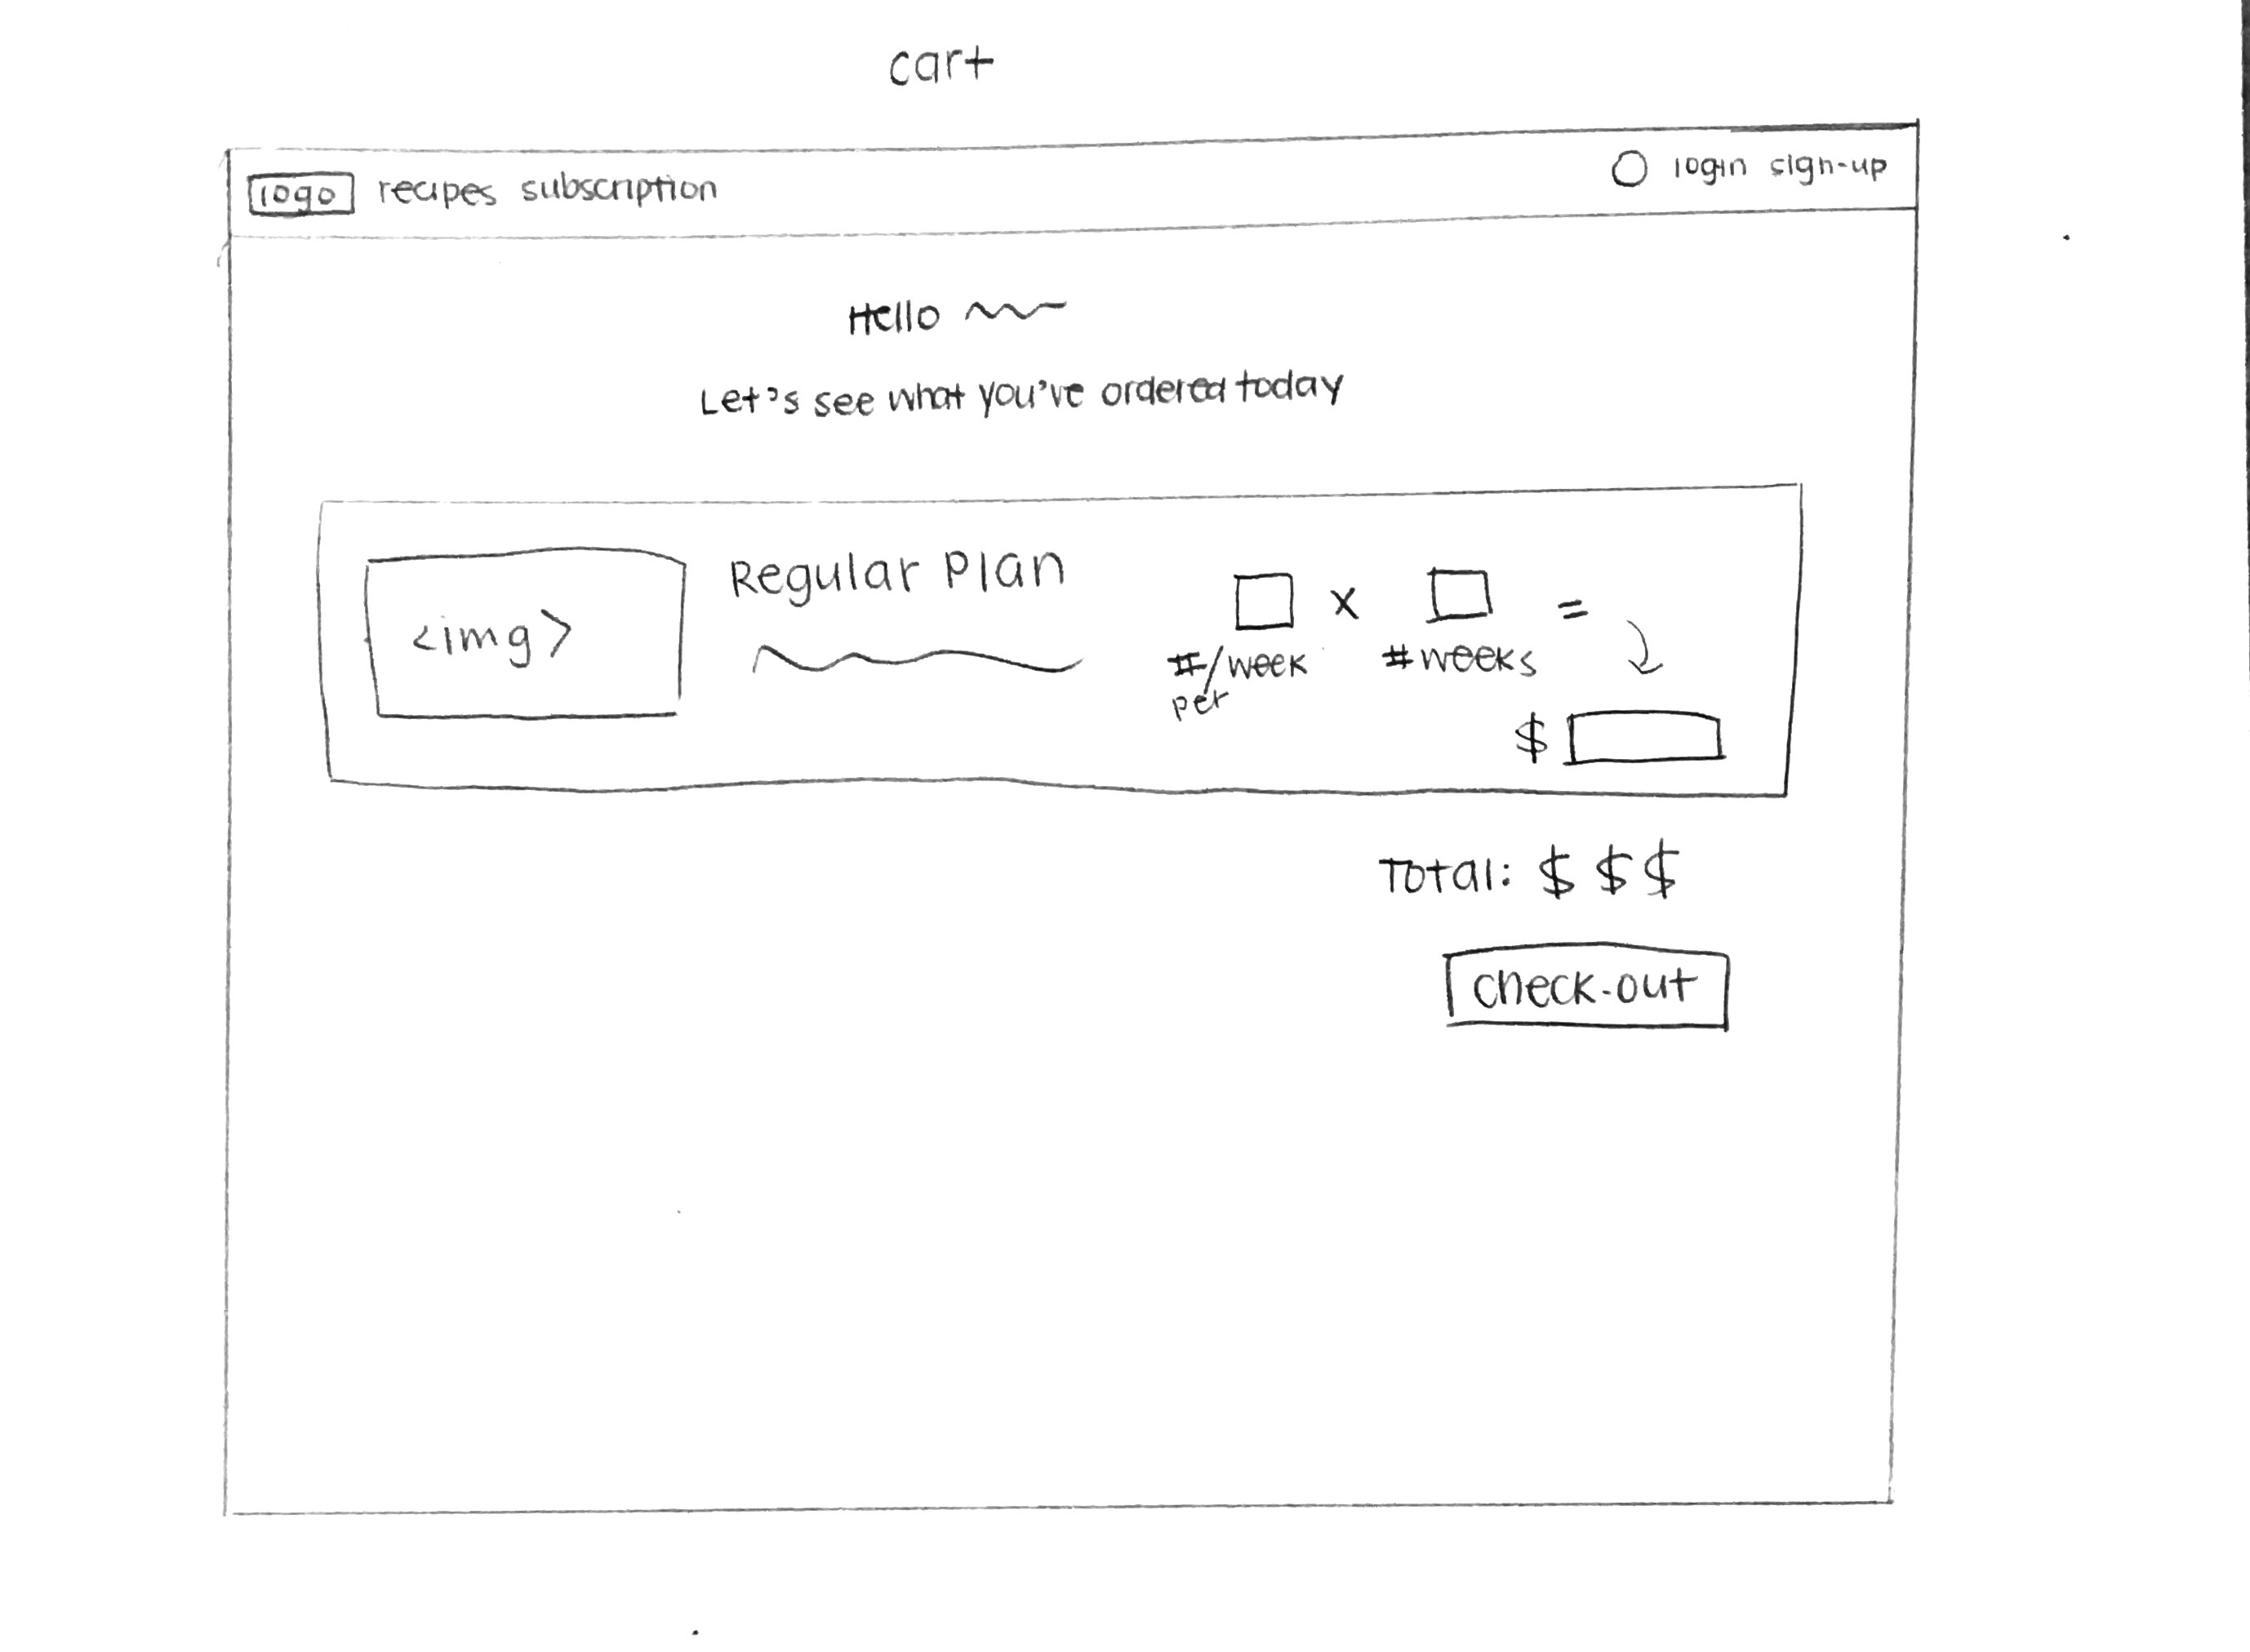 cart
logo recipes subscription
login sign-up
Hello
Let's see what you've ordered today
<img>
Regular Plan
x =
#/week #weeks
per
$
Total: $ $ $
check-out